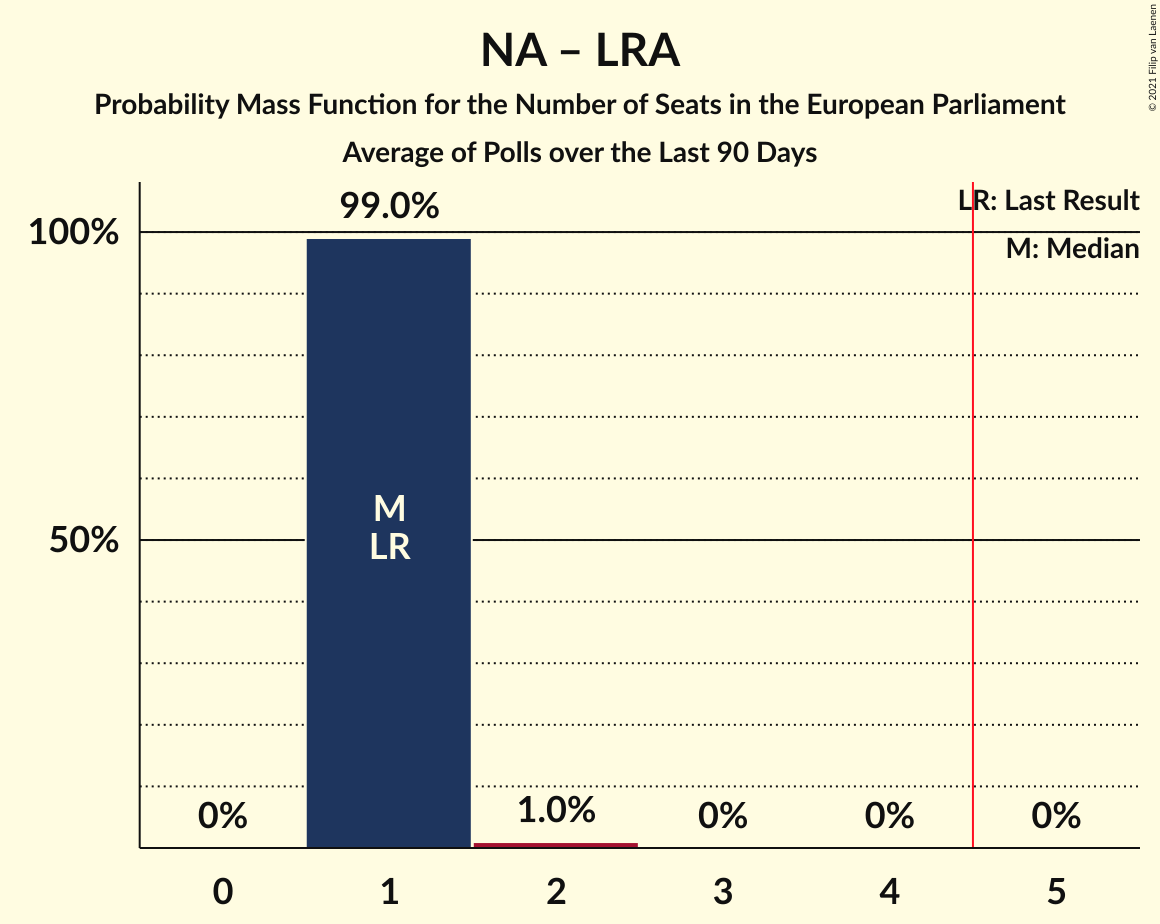 NA – LRA
Probability Mass Function for the Number of Seats in the European Parliament
Average of Polls over the Last 90 Days
© 2021 Filip van Laenen
LR: Last Result
M: Median
100%
50%
99.0%
M
LR
0%
1.0%
0%
0%
0%
0
1
2
3
4
5